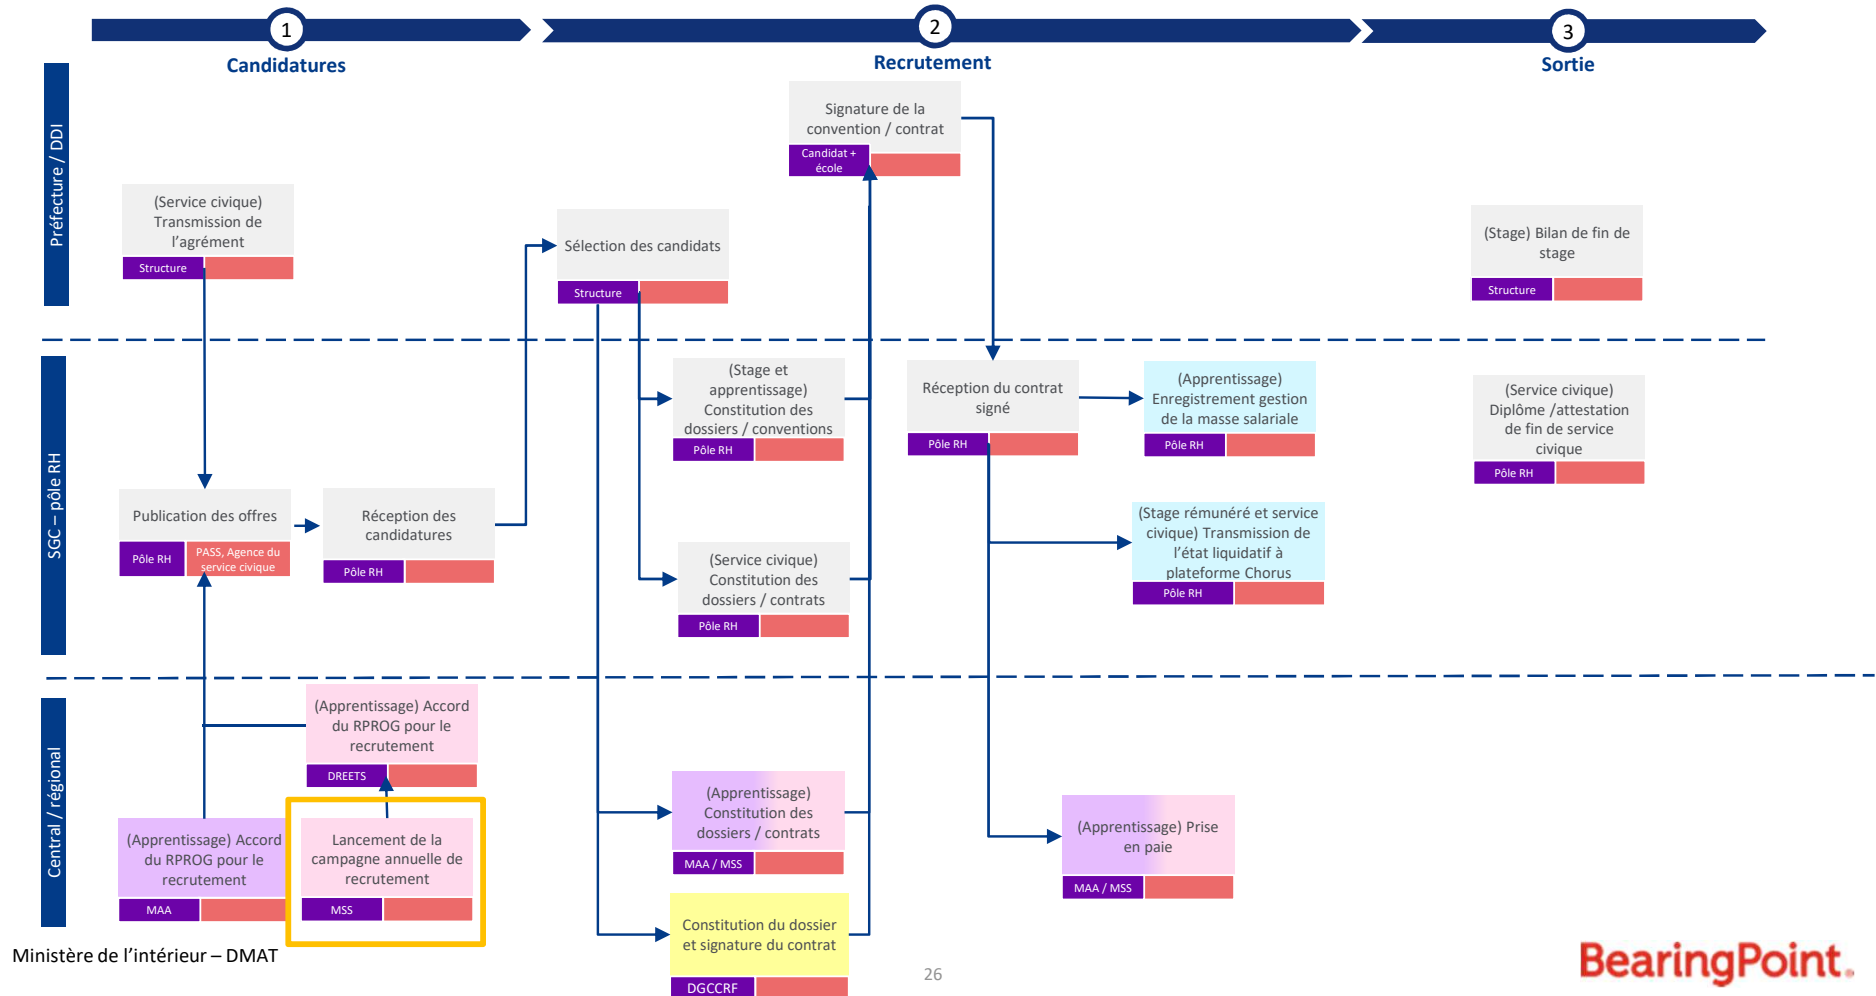 1
2
3
Candidatures
Recrutement
Sortie
Préfecture / DDI
Signature de la
convention / contrat
Candidat +
école
(Service civique)
Transmission de
l'agrément
Structure
Sélection des candidats
Structure
(Stage) Bilan de fin de
stage
Structure
SGC – pôle RH
(Stage et
apprentissage)
Constitution des
dossiers / conventions
Pôle RH
Réception du contrat
signé
Pôle RH
(Apprentissage)
Enregistrement gestion
de la masse salariale
Pôle RH
(Service civique)
Diplôme /attestation
de fin de service
civique
Pôle RH
Publication des offres
Pôle RH
PASS, Agence du
service civique
Réception des
candidatures
Pôle RH
(Service civique)
Constitution des
dossiers / contrats
Pôle RH
(Stage rémunéré et service
civique) Transmission de
l'état liquidatif à
plateforme Chorus
Pôle RH
Central / régional
(Apprentissage) Accord
du RPROG pour le
recrutement
DREETS
(Apprentissage) Accord
du RPROG pour le
recrutement
MAA
Lancement de la
campagne annuelle de
recrutement
MSS
(Apprentissage)
Constitution des
dossiers / contrats
MAA / MSS
(Apprentissage) Prise
en paie
MAA / MSS
Constitution du dossier
et signature du contrat
DGCCRF
Ministère de l'intérieur – DMAT
26
BearingPoint.